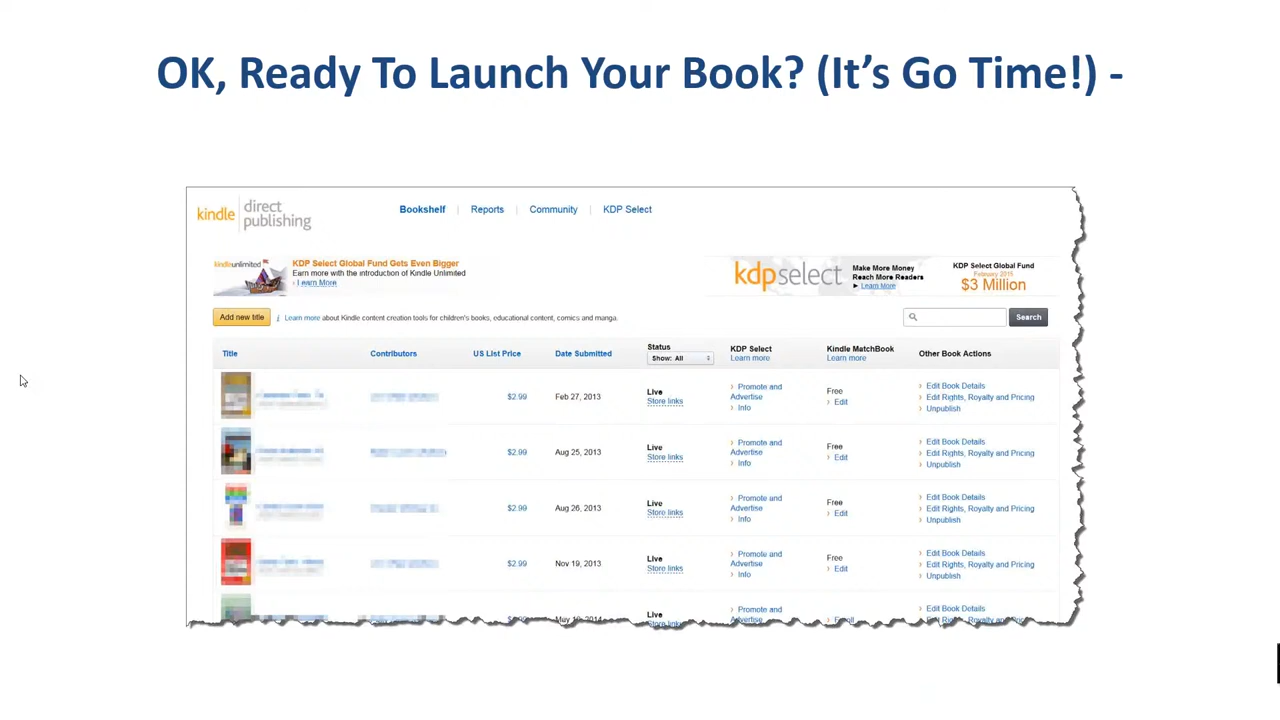 OK, Ready To Launch Your Book? (It's Go Time!) -
kindle direct publishing
Bookshelf | Reports | Community | KDP Select
kindleunlimited
KDP Select Global Fund Gets Even Bigger
Earn more with the introduction of Kindle Unlimited
› Learn More
kdpselect
Make More Money
Reach More Readers
► Learn More
KDP Select Global Fund
February 2015
$3 Million
Add new title
i Learn more about Kindle content creation tools for children's books, educational content, comics and manga.
Search
Title Contributors US List Price Date Submitted Status Show: All KDP Select Learn more Kindle MatchBook Learn more Other Book Actions
$2.99 Feb 27, 2013 Live Store links › Promote and Advertise › Info Free › Edit › Edit Book Details › Edit Rights, Royalty and Pricing › Unpublish
$2.99 Aug 25, 2013 Live Store links › Promote and Advertise › Info Free › Edit › Edit Book Details › Edit Rights, Royalty and Pricing › Unpublish
$2.99 Aug 26, 2013 Live Store links › Promote and Advertise › Info Free › Edit › Edit Book Details › Edit Rights, Royalty and Pricing › Unpublish
$2.99 Nov 19, 2013 Live Store links › Promote and Advertise › Info Free › Edit › Edit Book Details › Edit Rights, Royalty and Pricing › Unpublish
Live › Promote and Advertise › Edit Book Details